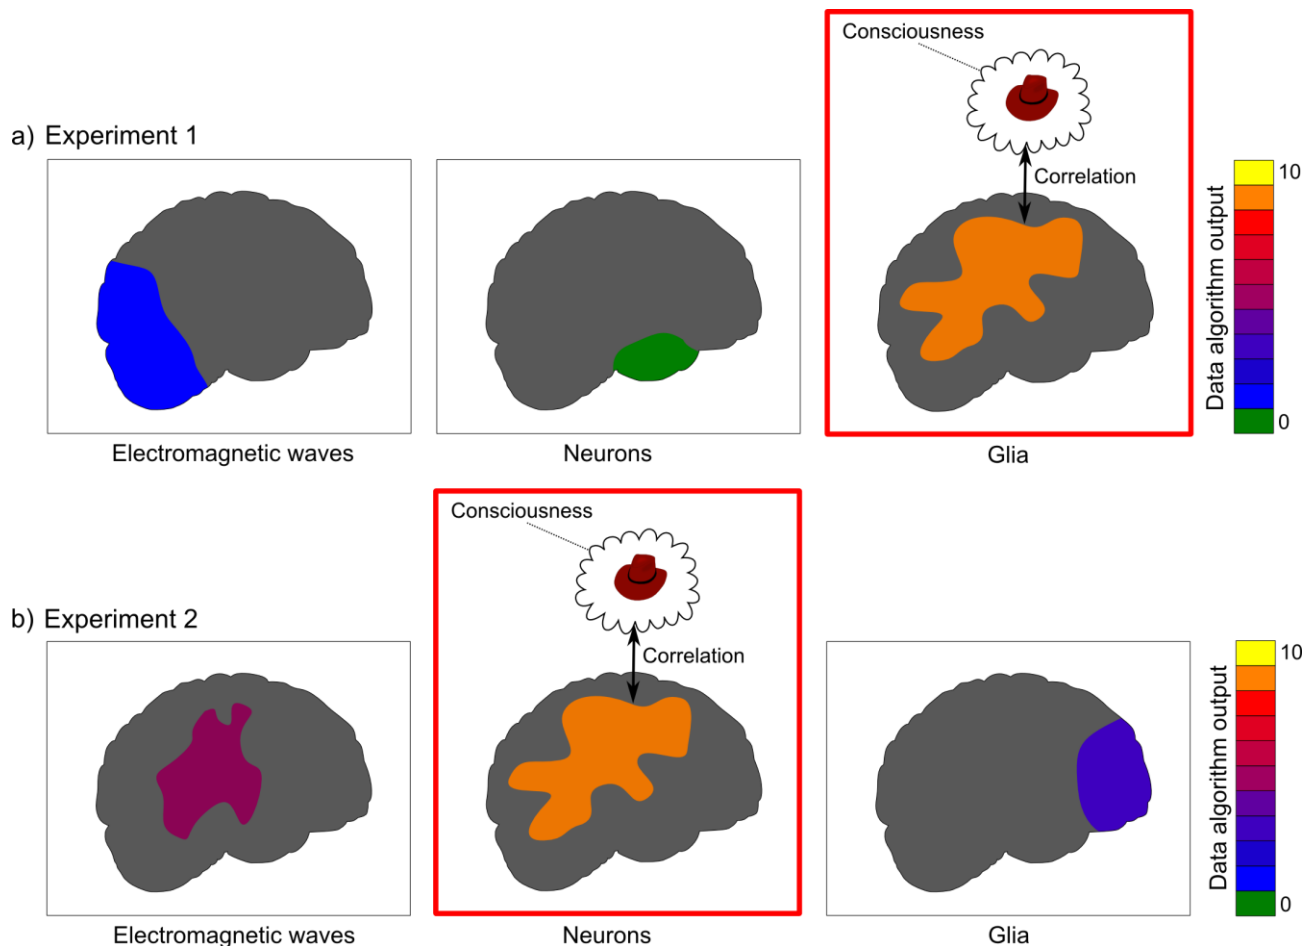 Consciousness
a) Experiment 1
Correlation
10
Data algorithm output
0
Electromagnetic waves
Neurons
Glia
Consciousness
b) Experiment 2
Correlation
10
Data algorithm output
0
Electromagnetic waves
Neurons
Glia